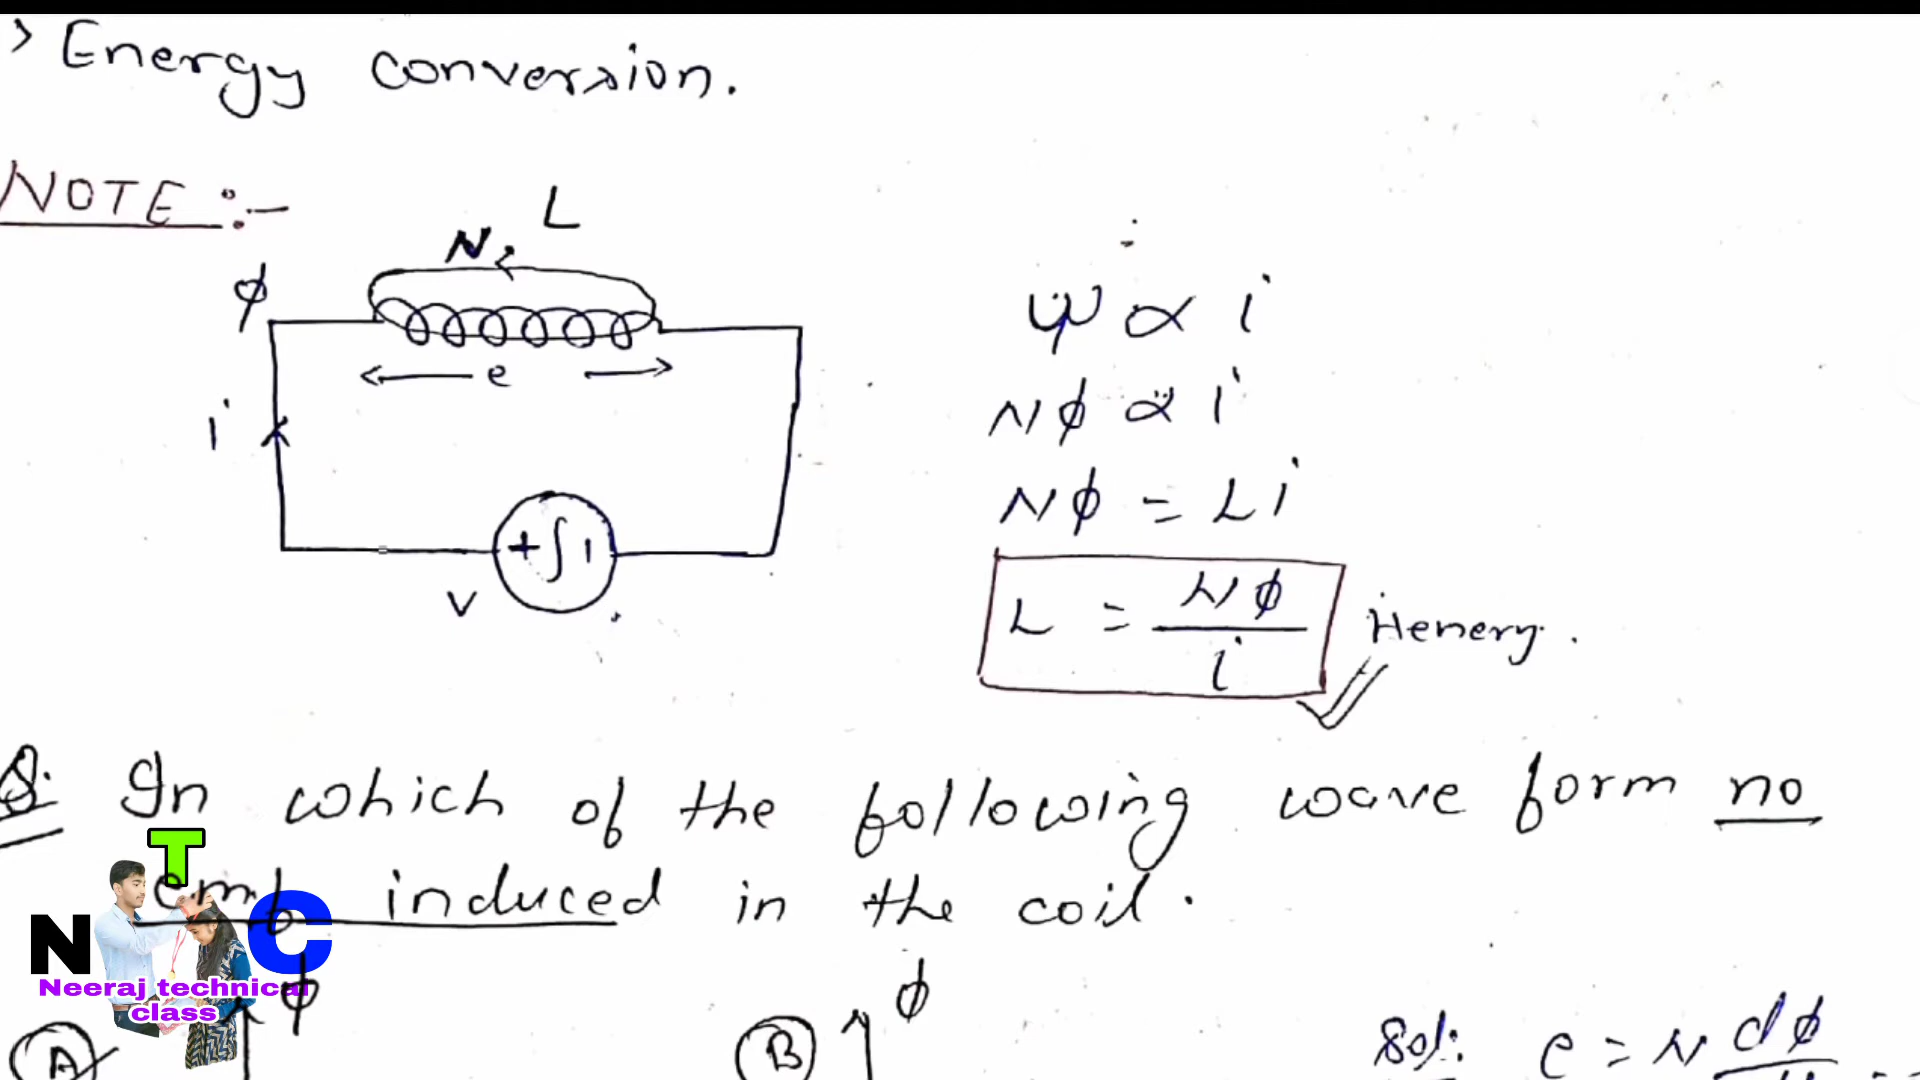 > Energy conversion.
NOTE :-
L
N
φ
e
i
V
+ ∫ I
ψ ∝ i
Nφ ∝ i
Nφ = Li
L = Nφ / i Henery.
Q. In which of the following wave form no
emf induced in the coil.
T
N C
Neeraj technical
class
A φ
B φ
Sol: e = N dφ